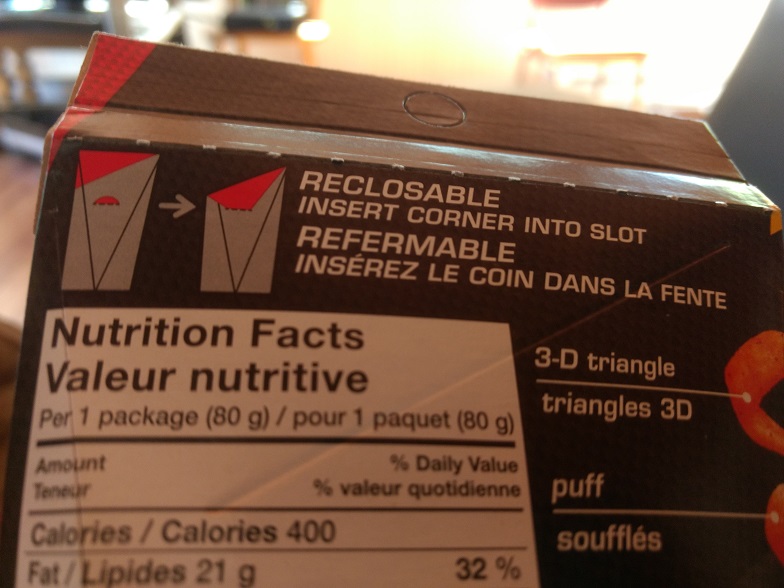 RECLOSABLE
INSERT CORNER INTO SLOT
REFERMABLE
INSÉREZ LE COIN DANS LA FENTE
Nutrition Facts
Valeur nutritive
Per 1 package (80 g) / pour 1 paquet (80 g)
Amount % Daily Value
Teneur % valeur quotidienne
Calories / Calories 400
Fat / Lipides 21 g 32 %
3-D triangle
triangles 3D
puff
soufflés